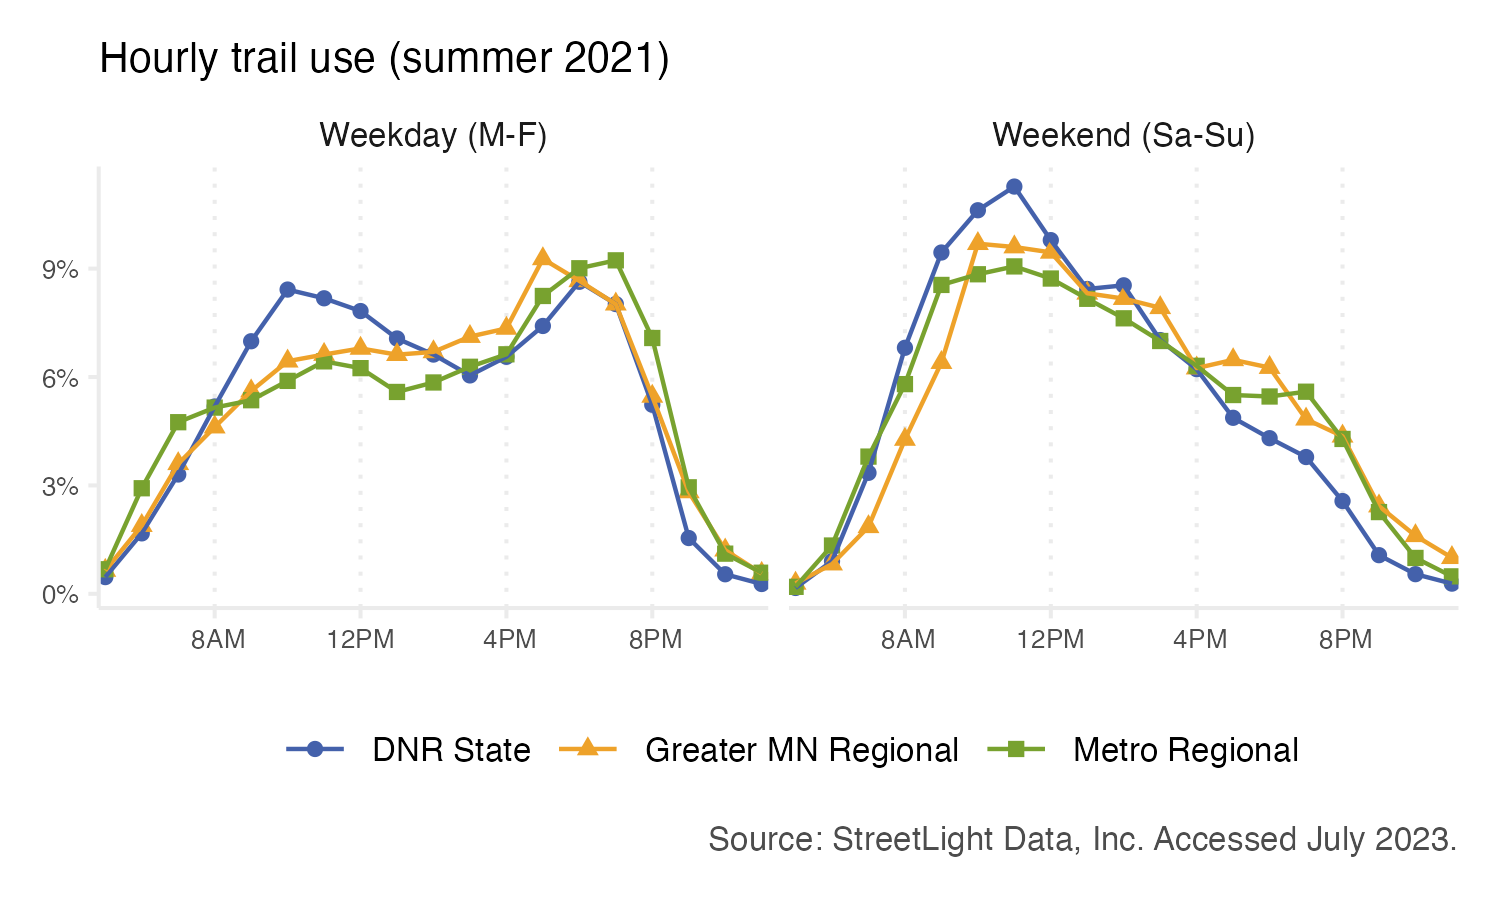 Hourly trail use (summer 2021)
Weekday (M-F)
Weekend (Sa-Su)
9%
6%
3%
0%
8AM 12PM 4PM 8PM
8AM 12PM 4PM 8PM
DNR State Greater MN Regional Metro Regional
Source: StreetLight Data, Inc. Accessed July 2023.